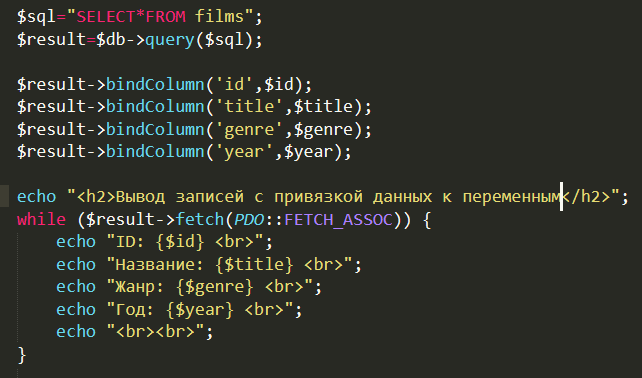 $sql="SELECT*FROM films";
$result=$db->query($sql);

$result->bindColumn('id',$id);
$result->bindColumn('title',$title);
$result->bindColumn('genre',$genre);
$result->bindColumn('year',$year);

echo "<h2>Вывод записей с привязкой данных к переменным</h2>";
while ($result->fetch(PDO::FETCH_ASSOC)) {
    echo "ID: {$id} <br>";
    echo "Название: {$title} <br>";
    echo "Жанр: {$genre} <br>";
    echo "Год: {$year} <br>";
    echo "<br><br>";
}